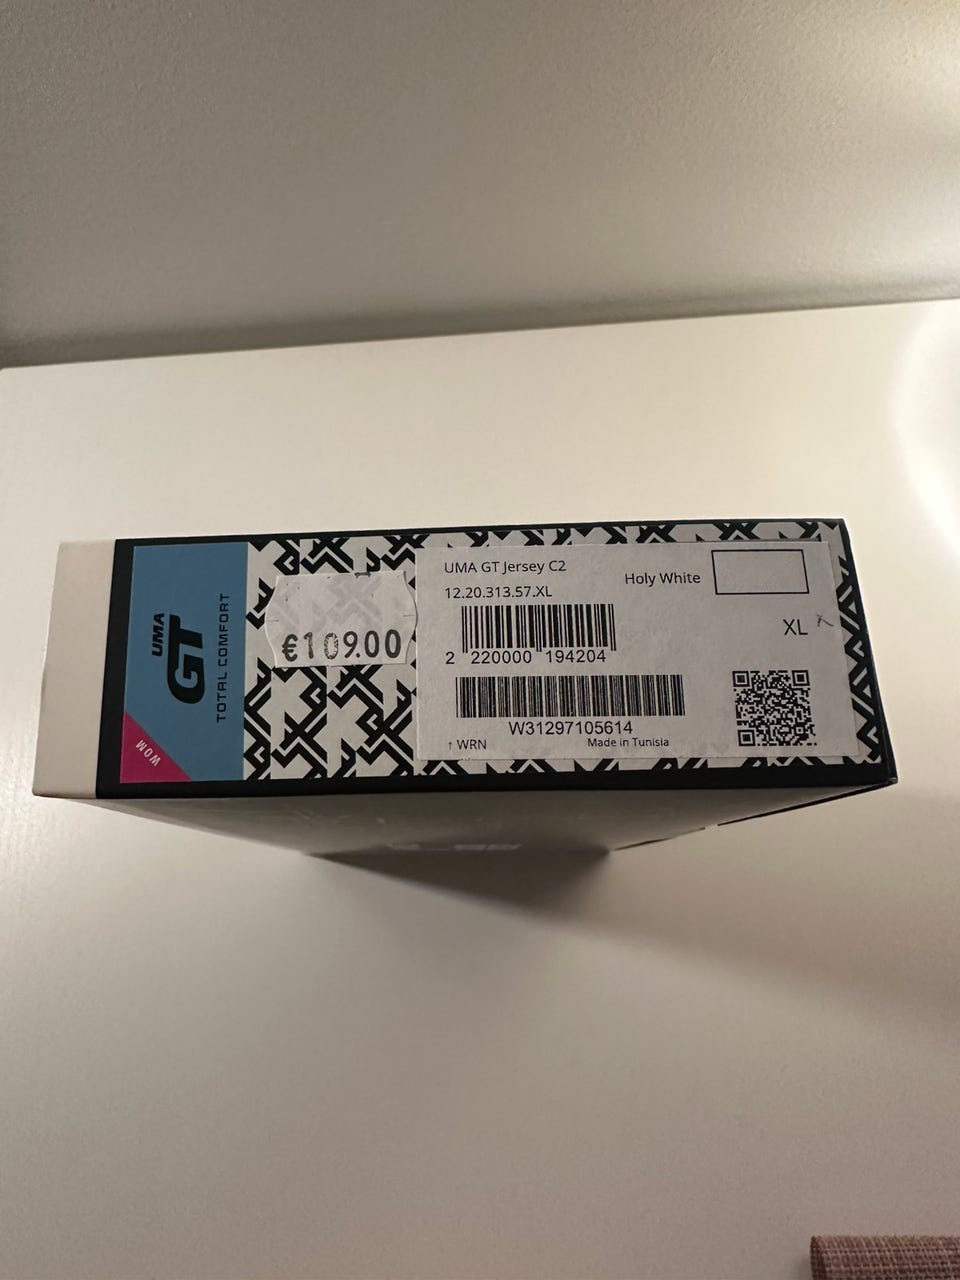 UMA
GT
TOTAL COMFORT
WOM
€109.00
UMA GT Jersey C2
12.20.313.57.XL
Holy White
XL
2 220000 194204
W31297105614
↑ WRN
Made in Tunisia